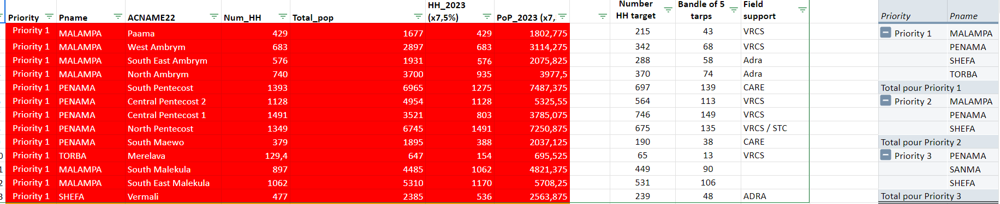 Priority Pname ACNAME22 Num_HH Total_pop HH_2023 (x7,5%) PoP_2023 (x7, Number HH target Bandle of 5 tarps Field support Priority Pname
Priority 1 MALAMPA Paama 429 1677 429 1802,775 215 43 VRCS Priority 1 MALAMPA
Priority 1 MALAMPA West Ambrym 683 2897 683 3114,275 342 68 VRCS PENAMA
Priority 1 MALAMPA South East Ambrym 576 1931 576 2075,825 288 58 Adra SHEFA
Priority 1 MALAMPA North Ambrym 740 3700 935 3977,5 370 74 Adra TORBA
Priority 1 PENAMA South Pentecost 1393 6965 1275 7487,375 697 139 CARE Total pour Priority 1
Priority 1 PENAMA Central Pentecost 2 1128 4954 1128 5325,55 564 113 VRCS Priority 2 MALAMPA
Priority 1 PENAMA Central Pentecost 1 1491 3521 803 3785,075 746 149 VRCS PENAMA
Priority 1 PENAMA North Pentecost 1349 6745 1491 7250,875 675 135 VRCS / STC SHEFA
Priority 1 PENAMA South Maewo 379 1895 388 2037,125 190 38 CARE Total pour Priority 2
0 Priority 1 TORBA Merelava 129,4 647 154 695,525 65 13 VRCS Priority 3 PENAMA
1 Priority 1 MALAMPA South Malekula 897 4485 1062 4821,375 449 90 SANMA
2 Priority 1 MALAMPA South East Malekula 1062 5310 1170 5708,25 531 106 SHEFA
3 Priority 1 SHEFA Vermali 477 2385 536 2563,875 239 48 ADRA Total pour Priority 3